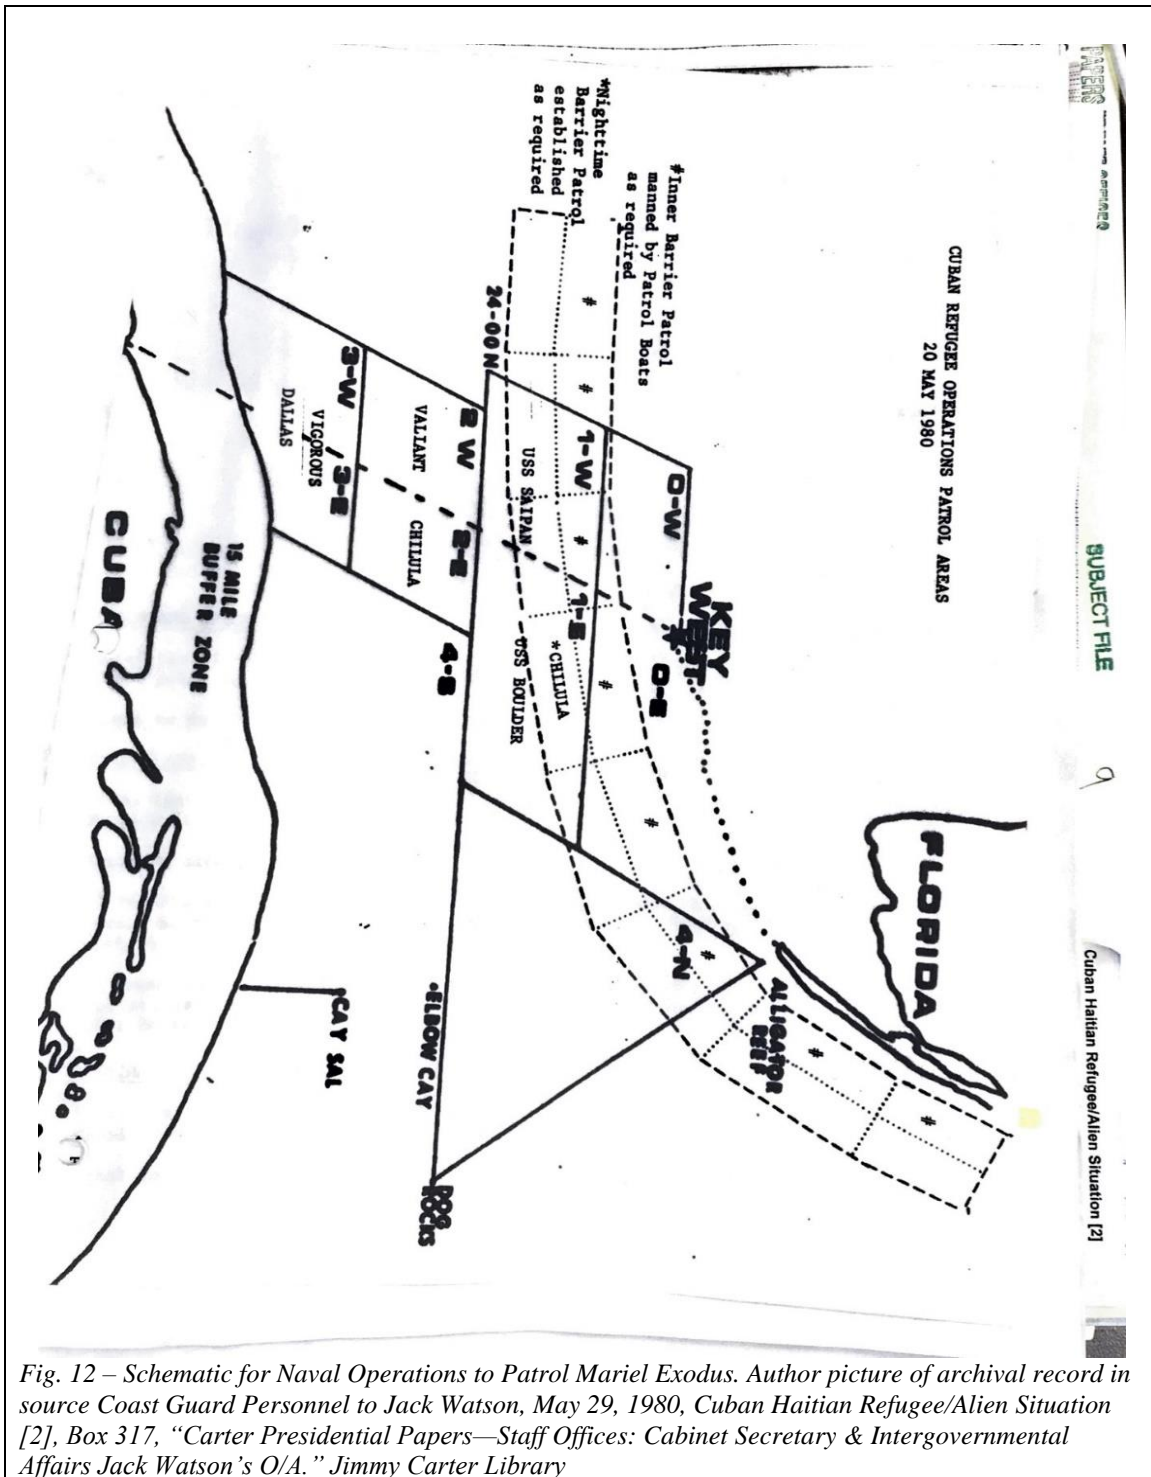 PAPERS
SUBJECT FILE
9
Cuban Haitian Refugee/Alien Situation [2]
CUBAN REFUGEE OPERATIONS PATROL AREAS
20 MAY 1980
#Inner Barrier Patrol
manned by Patrol Boats
as required
*Nighttime
Barrier Patrol
established
as required
FLORIDA
KEY
WEST
ALLIGATOR
REEF
0-W
0-E
#
#
#
#
#
#
#
#
1-W
1-E
4-N
*CHILULA
USS SAIPAN
USS BOULDER
24-00N
2 W
2-E
4-S
ELBOW CAY
DOG
ROCKS
VALIANT
CHILULA
3-W
3-E
VIGOROUS
DALLAS
CAY SAL
15 MILE
BUFFER ZONE
CUBA
Fig. 12 – Schematic for Naval Operations to Patrol Mariel Exodus. Author picture of archival record in
source Coast Guard Personnel to Jack Watson, May 29, 1980, Cuban Haitian Refugee/Alien Situation
[2], Box 317, “Carter Presidential Papers—Staff Offices: Cabinet Secretary & Intergovernmental
Affairs Jack Watson’s O/A.” Jimmy Carter Library